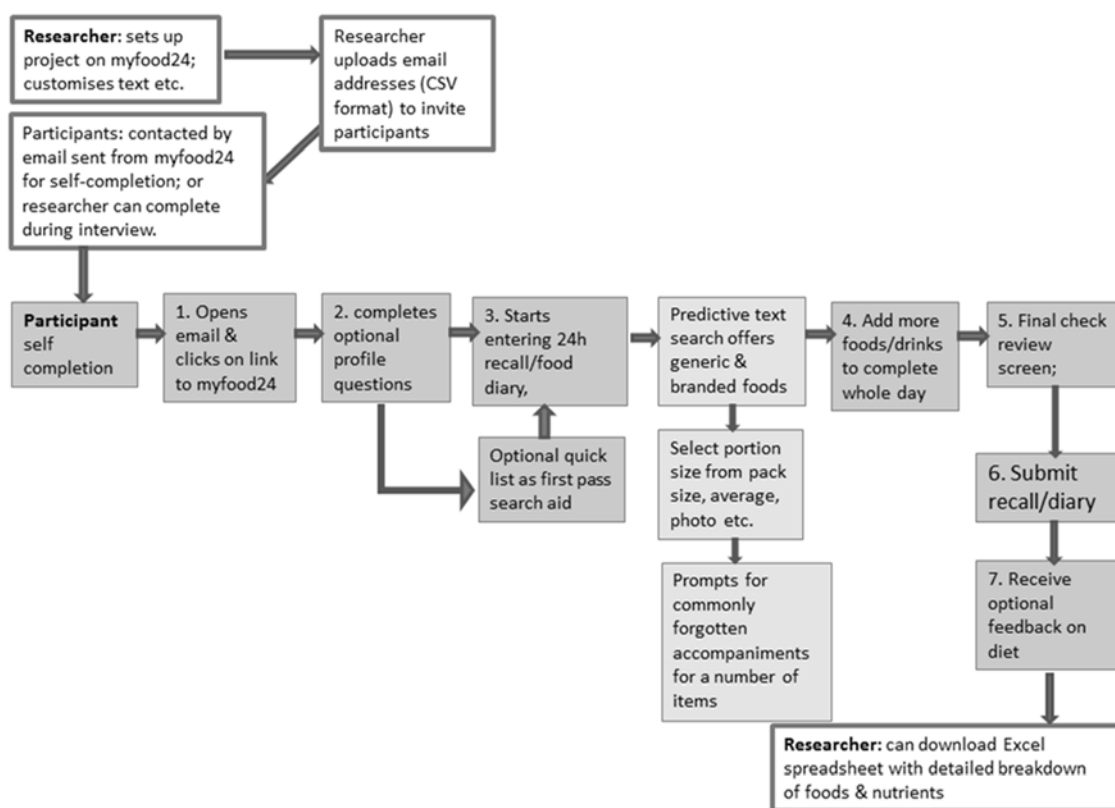 Researcher: sets up
project on myfood24;
customises text etc.
Researcher
uploads email
addresses (CSV
format) to invite
participants
Participants: contacted by
email sent from myfood24
for self-completion; or
researcher can complete
during interview.
Participant
self
completion
1. Opens
email &
clicks on link
to myfood24
2. completes
optional
profile
questions
3. Starts
entering 24h
recall/food
diary,
Optional quick
list as first pass
search aid
Predictive text
search offers
generic &
branded foods
Select portion
size from pack
size, average,
photo etc.
Prompts for
commonly
forgotten
accompaniments
for a number of
items
4. Add more
foods/drinks
to complete
whole day
5. Final check
review
screen;
6. Submit
recall/diary
7. Receive
optional
feedback on
diet
Researcher: can download Excel
spreadsheet with detailed breakdown
of foods & nutrients